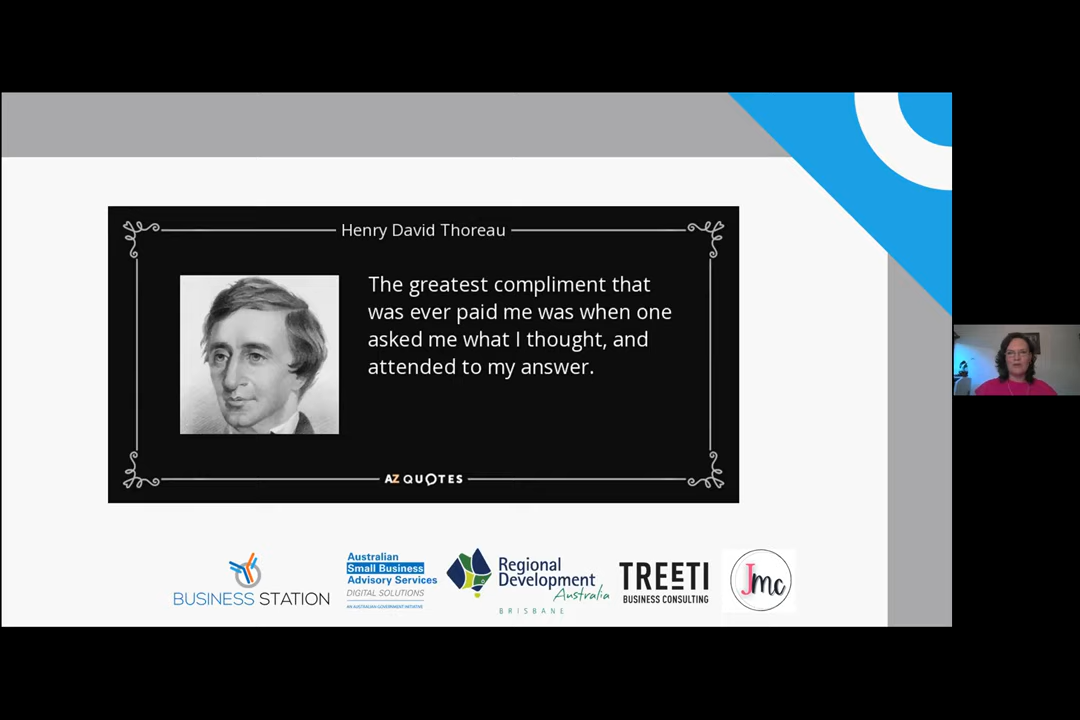 Henry David Thoreau
The greatest compliment that
was ever paid me was when one
asked me what I thought, and
attended to my answer.
AZ QUOTES
BUSINESS STATION
Australian
Small Business
Advisory Services
DIGITAL SOLUTIONS
AN AUSTRALIAN GOVERNMENT INITIATIVE
Regional
Development
Australia
BRISBANE
TREETI
BUSINESS CONSULTING
Jmc